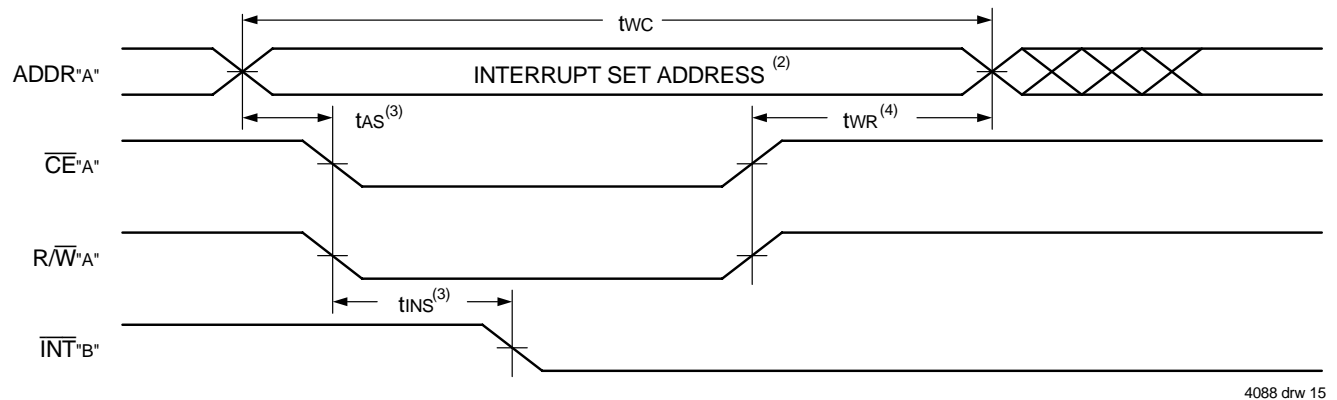 tWC
ADDR"A"
INTERRUPT SET ADDRESS (2)
tAS(3)
tWR(4)
CE"A"
R/W"A"
tINS(3)
INT"B"
4088 drw 15